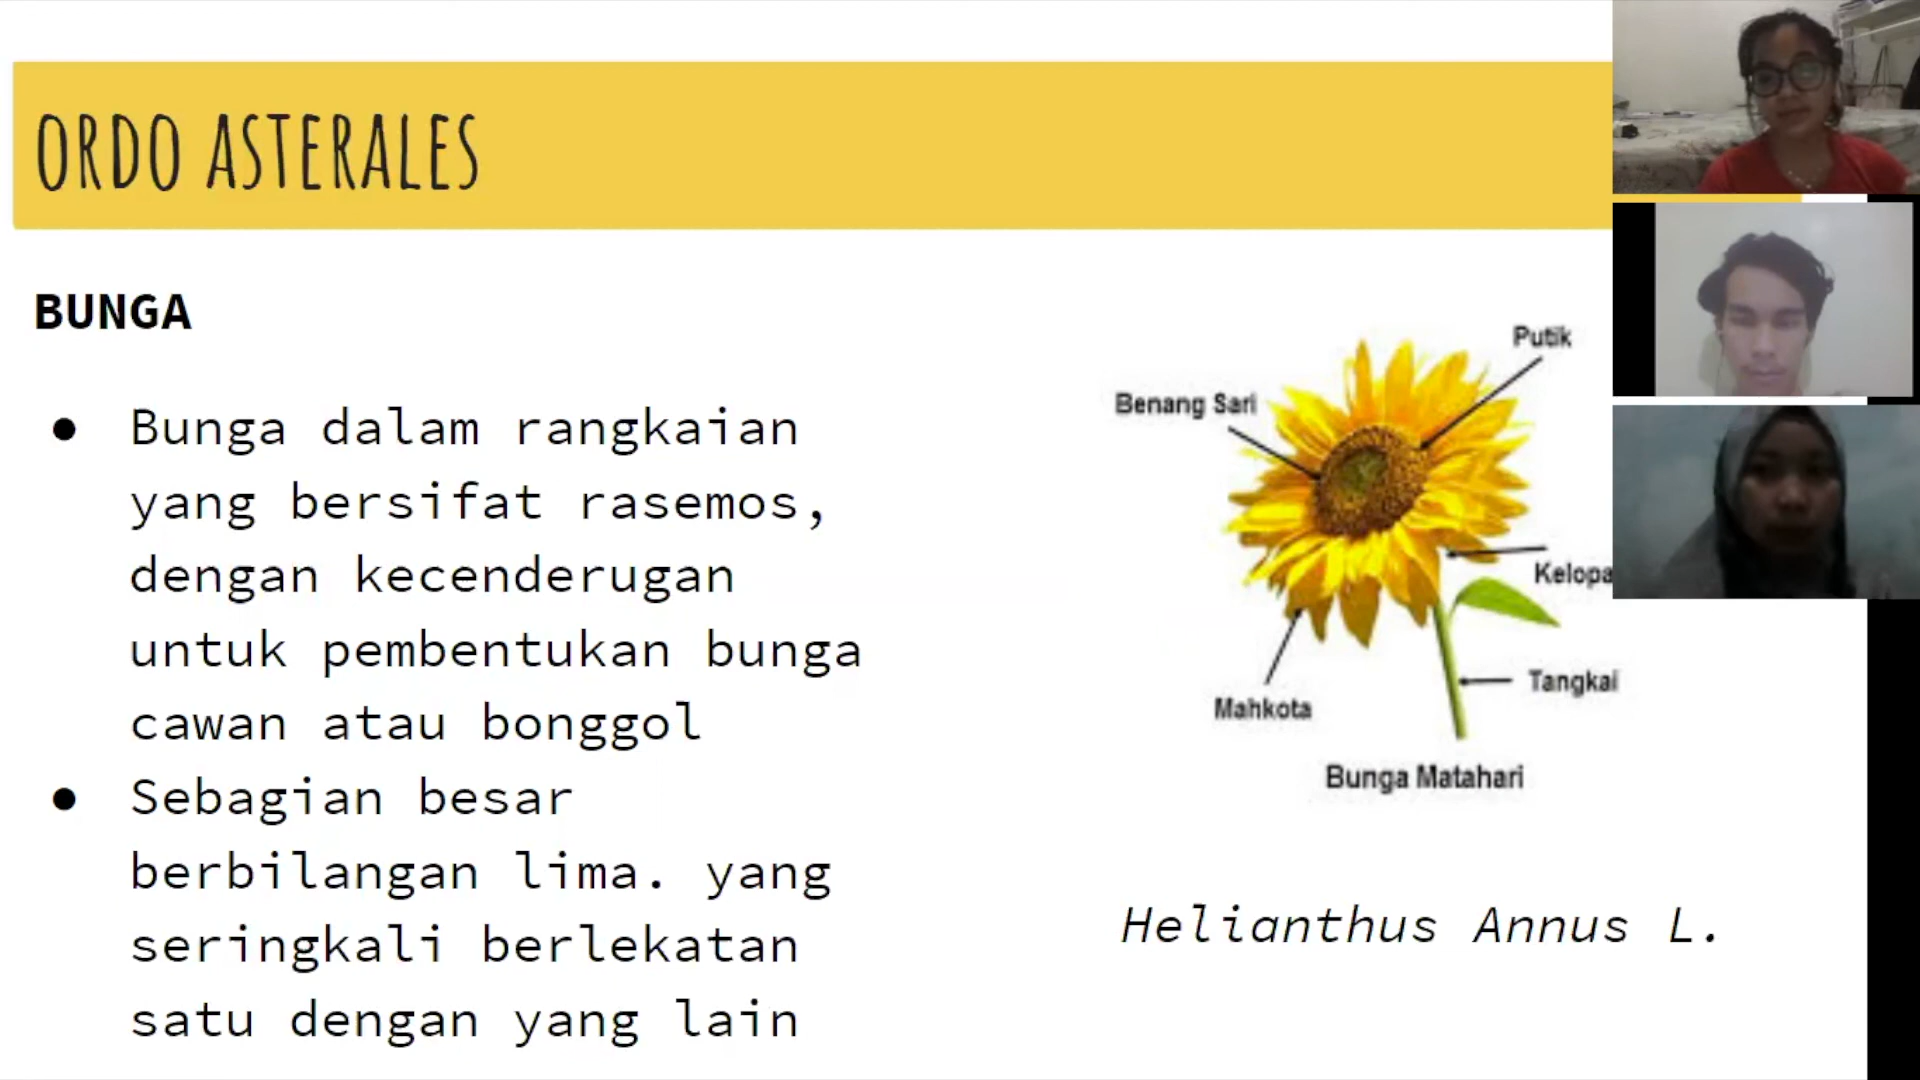 ORDO ASTERALES
BUNGA
● Bunga dalam rangkaian
yang bersifat rasemos,
dengan kecenderugan
untuk pembentukan bunga
cawan atau bonggol
● Sebagian besar
berbilangan lima. yang
seringkali berlekatan
satu dengan yang lain
Putik
Benang Sari
Kelopa
Tangkai
Mahkota
Bunga Matahari
Helianthus Annus L.